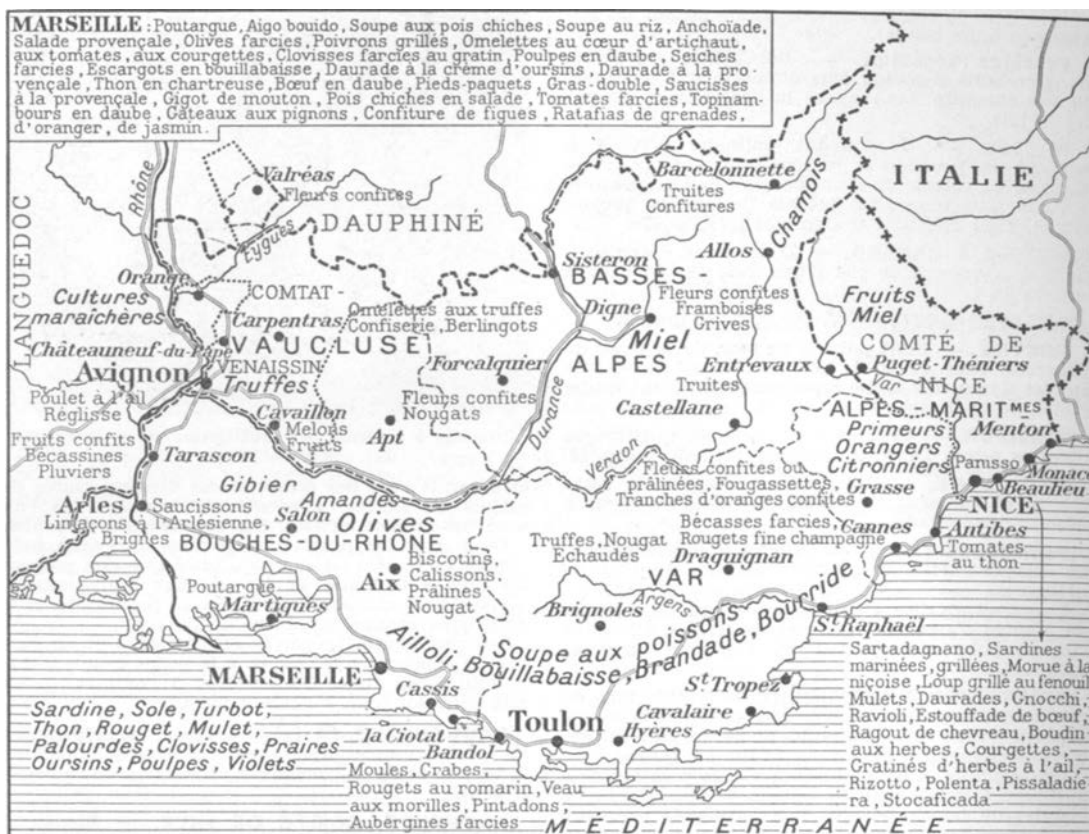 MARSEILLE : Poutargue, Aigo bouido, Soupe aux pois chiches, Soupe au riz, Anchoïade,
Salade provençale, Olives farcies, Poivrons grillés, Omelettes au cœur d'artichaut,
aux tomates, aux courgettes. Clovisses farcies au gratin, Poulpes en daube, Seiches
farcies, Escargots en bouillabaisse, Daurade à la crème d'oursins, Daurade à la pro-
vençale, Thon en chartreuse, Bœuf en daube, Pieds-paquets, Gras-double, Saucisses
à la provençale, Gigot de mouton, Pois chiches en salade, Tomates farcies, Topinam-
bours en daube, Gâteaux aux pignons, Confiture de figues, Ratafias de grenades,
d'oranger, de jasmin.
LANGUEDOC
Rhône
Valréas
Fleurs confites
DAUPHINÉ
Eygues
Barcelonnette
Truites
Confitures
Chamois
ITALIE
Allos
Orange
Cultures
maraîchères
COMTAT-
Sisteron
BASSES-
Digne
Fleurs confites
Framboises
Grives
Fruits
Miel
Carpentras
Omelettes aux truffes
Confiserie, Berlingots
Miel
Châteauneuf-du-Pape
VAUCLUSE
VENAISSIN
COMTÉ DE
Puget-Théniers
NICE
Avignon
Truffes
Forcalquier
ALPES
Entrevaux
Var
Poulet à l'ail
Réglisse
Fleurs confites
Nougats
Apt
Durance
Truites
Castellane
ALPES-MARITMES
Primeurs
Orangers
Citronniers
Menton
Cavaillon
Melons
Fruits
Fruits confits
Bécassines
Pluviers
Tarascon
Verdon
Panisso
Monaco
Beaulieu
Gibier
Fleurs confites ou
prâlinées, Fougassettes,
Tranches d'oranges confites
Grasse
NICE
Arles
Saucissons
Limaçons à l'Arlésienne,
Brignes
Amandes
Salon
Olives
BOUCHES-DU-RHÔNE
Bécasses farcies,
Rougets fine champagne
Cannes
Antibes
Tomates
au thon
Truffes, Nougat
Echaudés
Draguignan
Aix
Biscotins,
Calissons,
Prâlines
Nougat
VAR
Argens
Poutargue
Martigues
Brignoles
St Raphaël
MARSEILLE
Ailloli, Bouillabaisse, Brandade, Bourride
Soupe aux poissons
Sartadagnano, Sardines
marinées, grillées, Morue à la
niçoise, Loup grillé au fenouil
Mulets, Daurades, Gnocchi,
Ravioli, Estouffade de bœuf,
Ragout de chevreau, Boudin
aux herbes, Courgettes,
Gratinés d'herbes à l'ail,
Rizotto, Polenta, Pissaladie
ra, Stocaficada
St Tropez
Cavalaire
Cassis
la Ciotat
Bandol
Toulon
Hyères
Sardine, Sole, Turbot,
Thon, Rouget, Mulet,
Palourdes, Clovisses, Praires
Oursins, Poulpes, Violets
Moules, Crabes,
Rougets au romarin, Veau
aux morilles, Pintadons,
Aubergines farcies
MÉDITERRANÉE